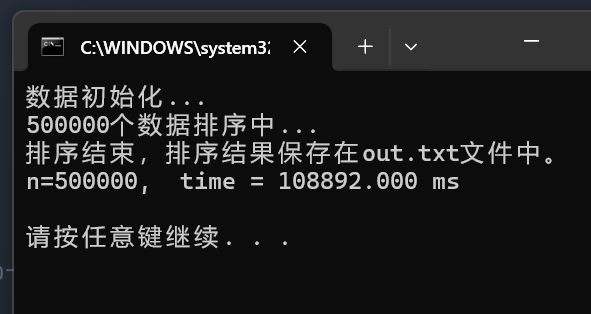 C:\WINDOWS\system32
数据初始化...
500000个数据排序中...
排序结束，排序结果保存在out.txt文件中。
n=500000,  time = 108892.000 ms
请按任意键继续. . .